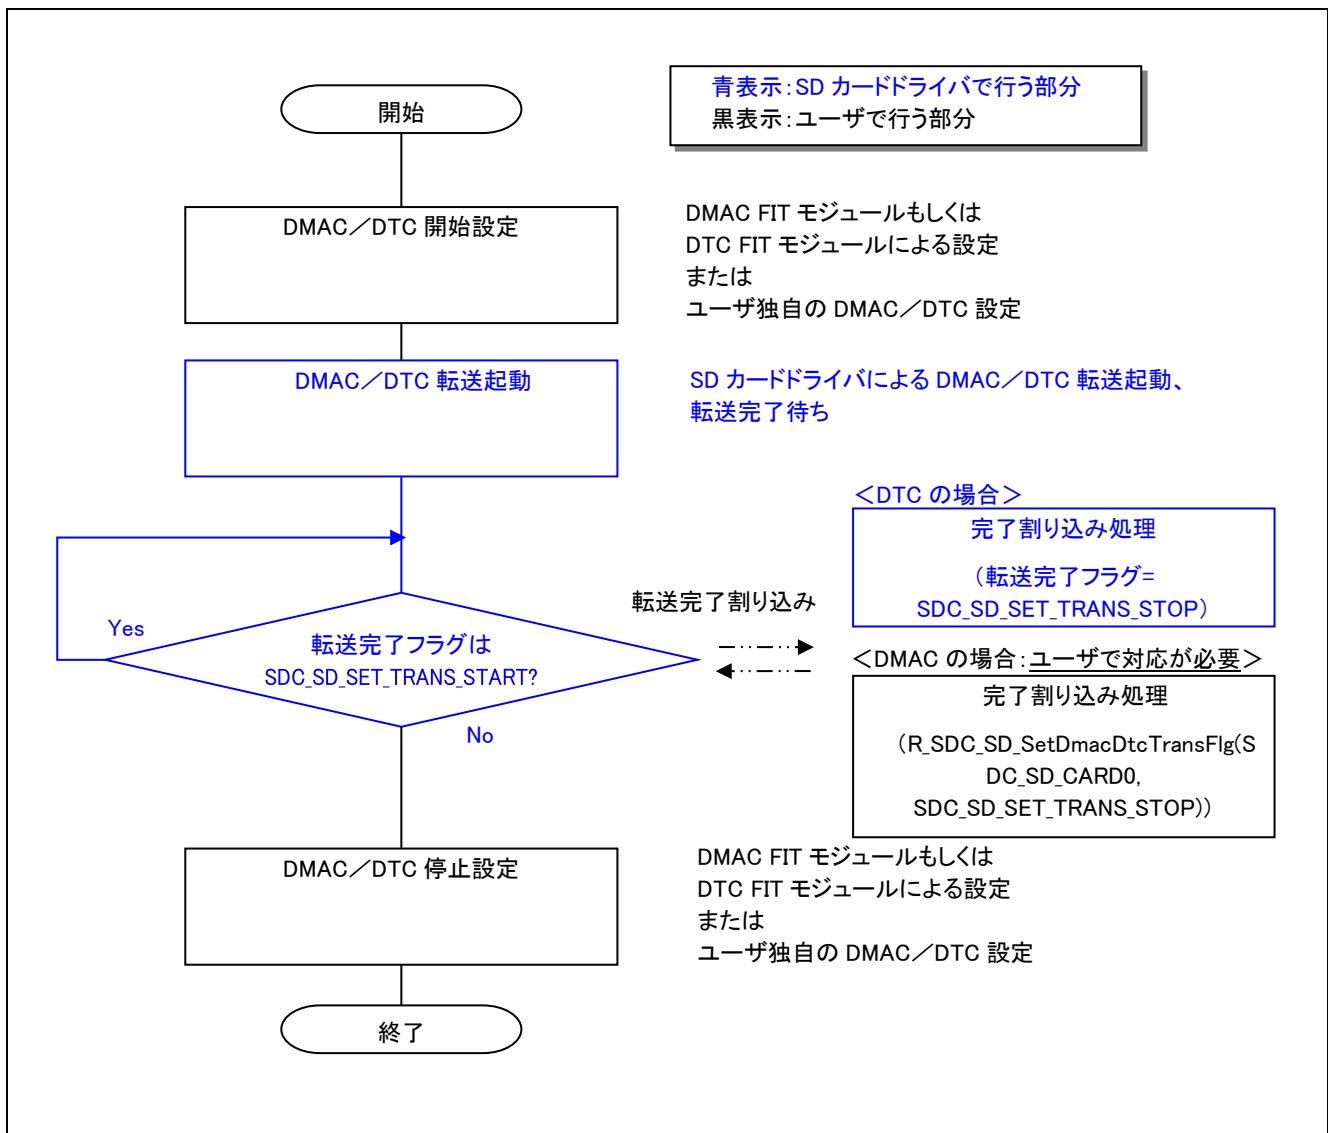 青表示：SD カードドライバで行う部分
黒表示：ユーザで行う部分
開始
DMAC／DTC 開始設定
DMAC FIT モジュールもしくは
DTC FIT モジュールによる設定
または
ユーザ独自の DMAC／DTC 設定
DMAC／DTC 転送起動
SD カードドライバによる DMAC／DTC 転送起動、
転送完了待ち
＜DTC の場合＞
完了割り込み処理
（転送完了フラグ=
SDC_SD_SET_TRANS_STOP）
転送完了割り込み
Yes
転送完了フラグは
SDC_SD_SET_TRANS_START?
No
＜DMAC の場合：ユーザで対応が必要＞
完了割り込み処理
（R_SDC_SD_SetDmacDtcTransFlg(S
DC_SD_CARD0,
SDC_SD_SET_TRANS_STOP)）
DMAC／DTC 停止設定
DMAC FIT モジュールもしくは
DTC FIT モジュールによる設定
または
ユーザ独自の DMAC／DTC 設定
終了